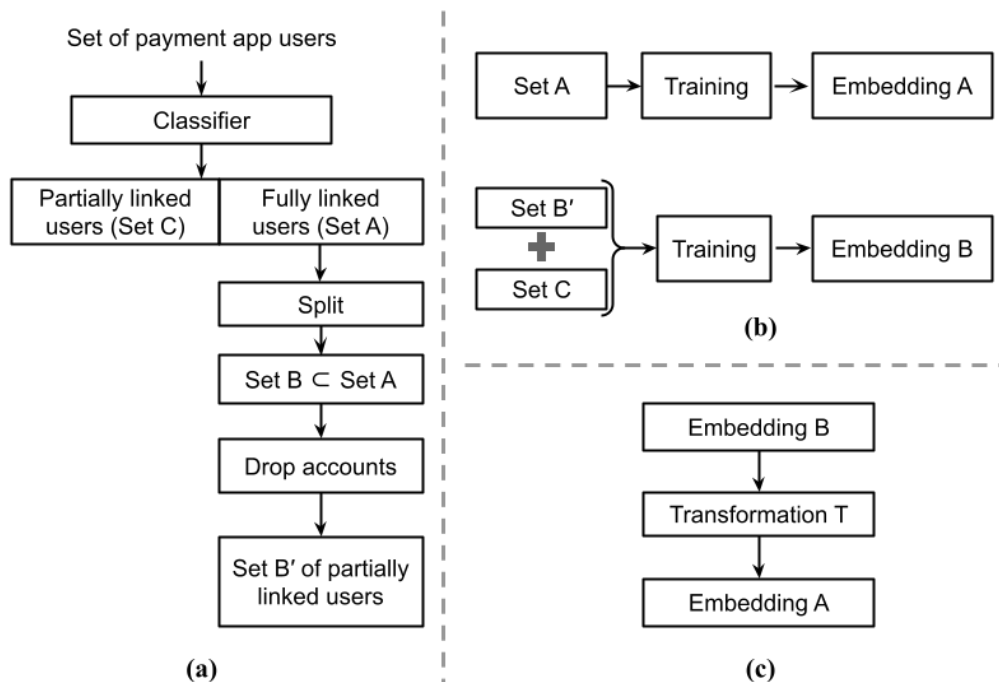 Set of payment app users
Classifier
Partially linked
users (Set C)
Fully linked
users (Set A)
Split
Set B ⊂ Set A
Drop accounts
Set B′ of partially
linked users
(a)
Set A
Training
Embedding A
Set B′
Set C
Training
Embedding B
(b)
Embedding B
Transformation T
Embedding A
(c)